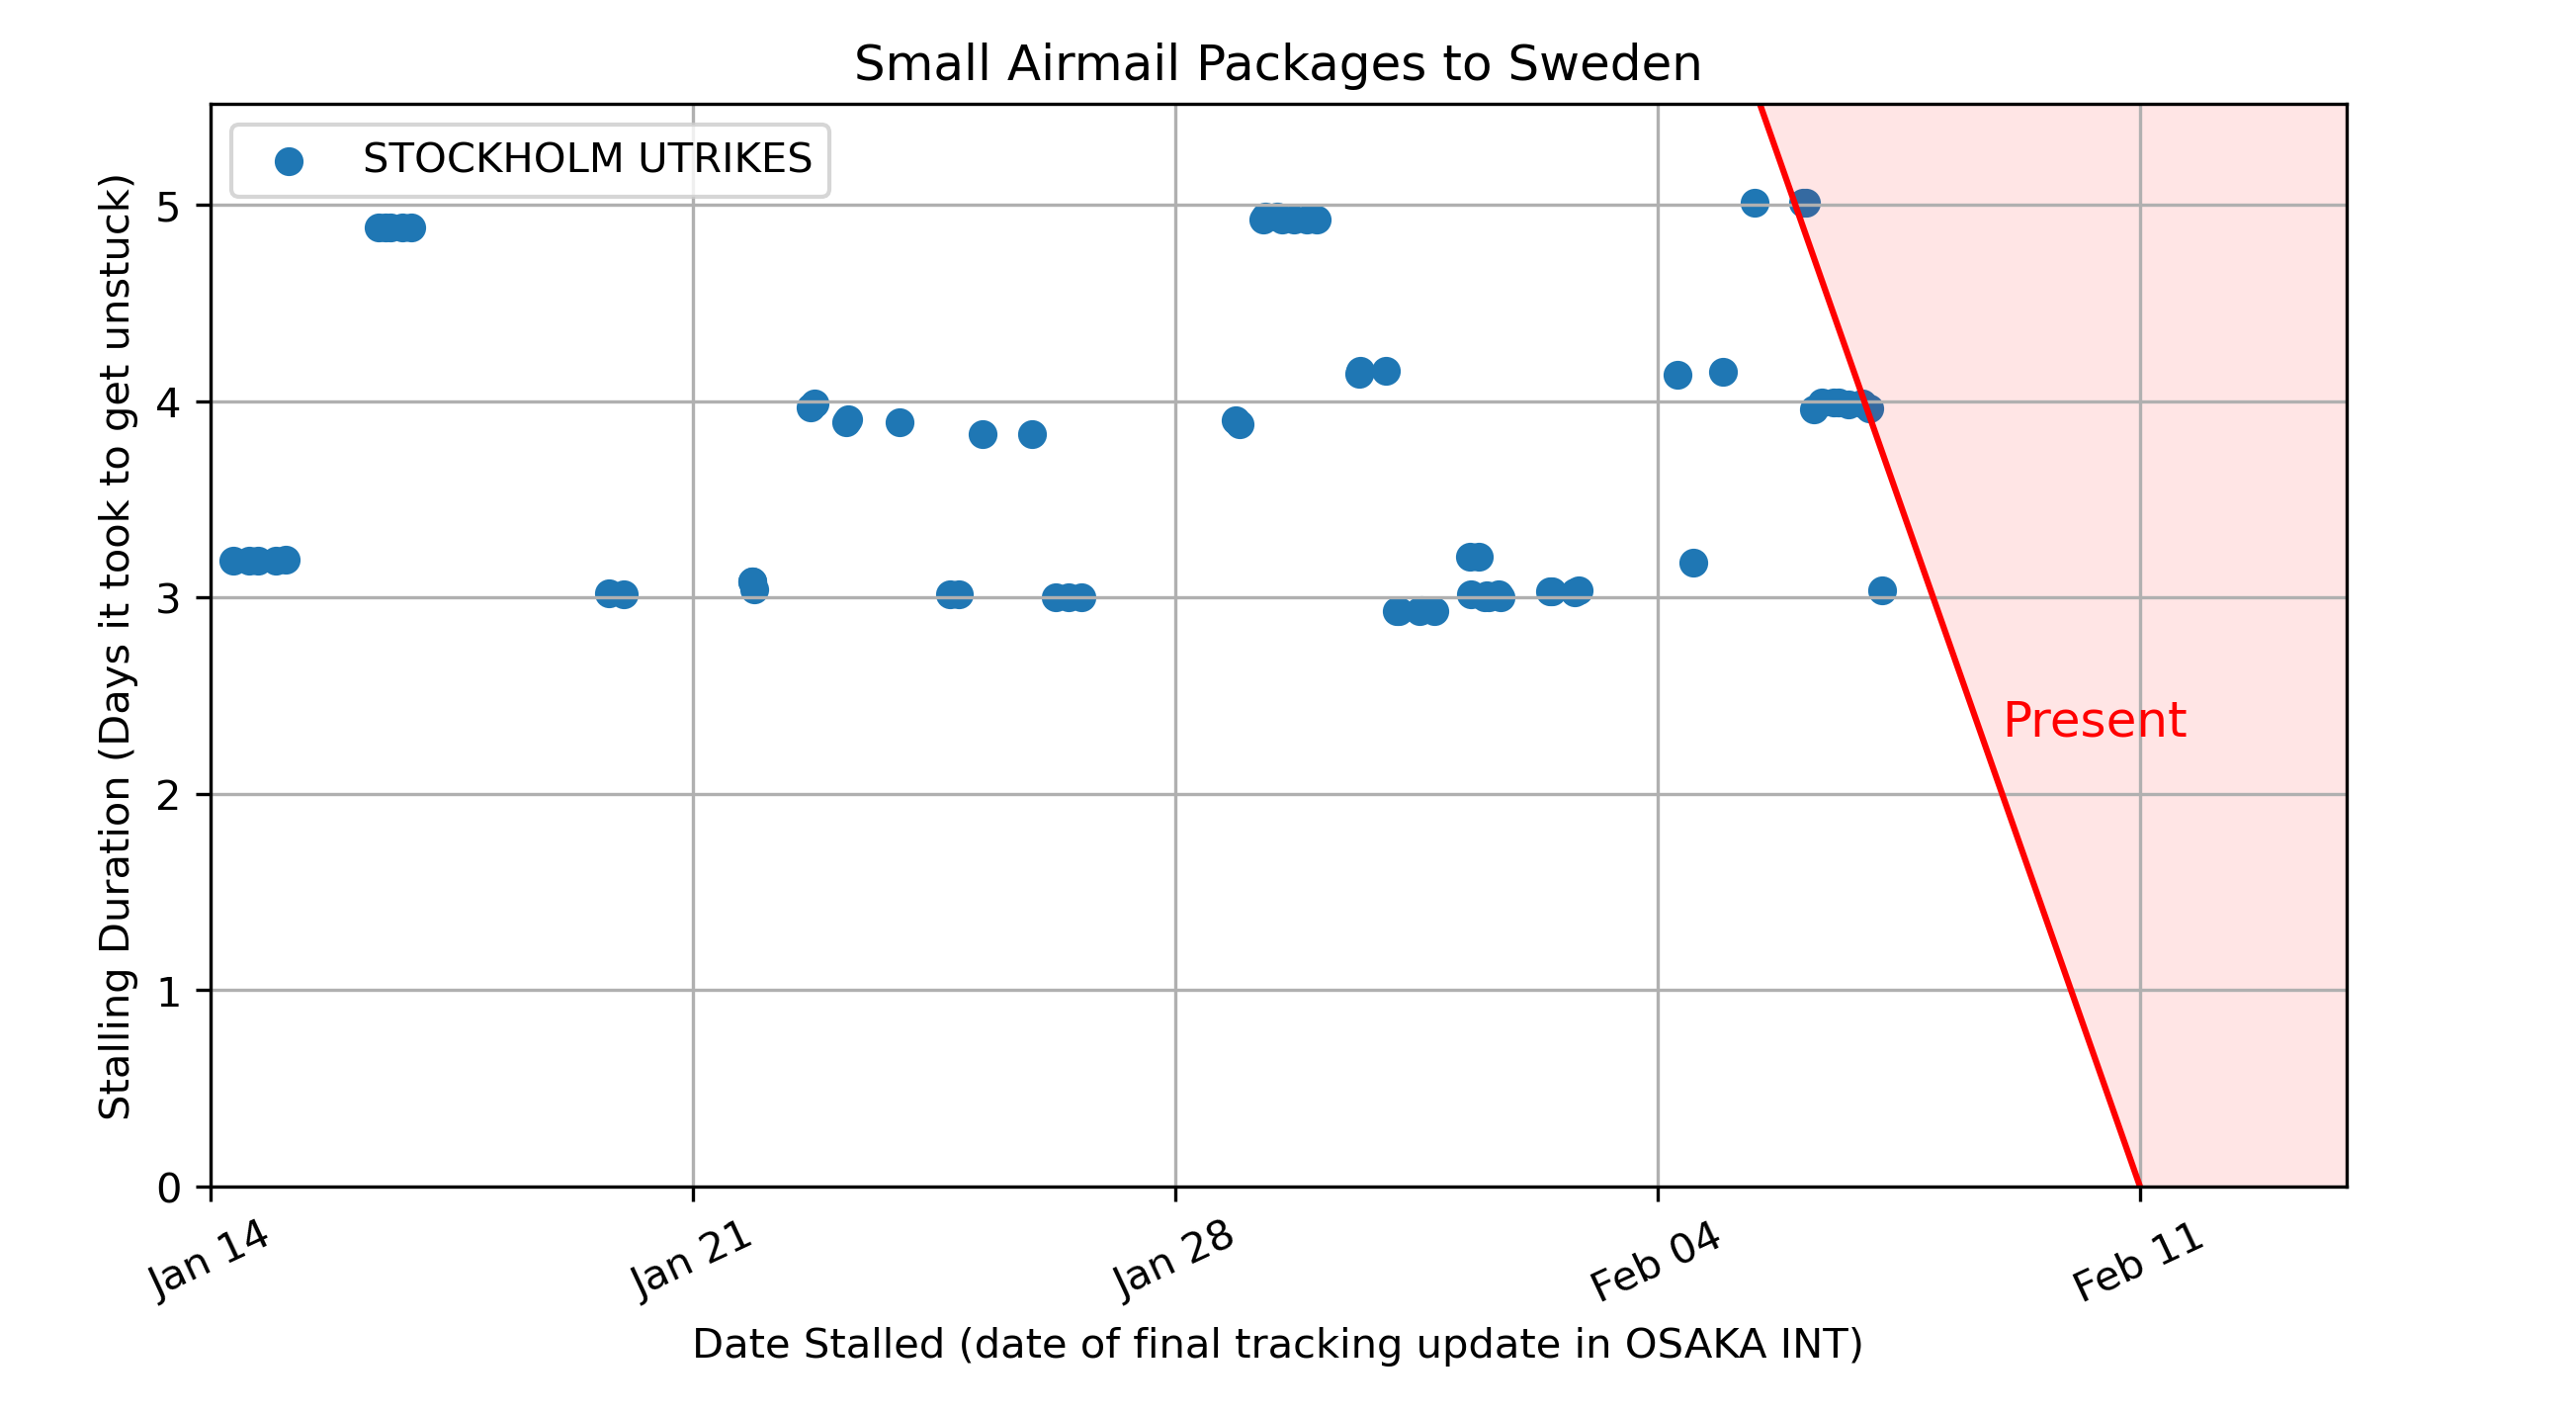 Small Airmail Packages to Sweden
STOCKHOLM UTRIKES
Stalling Duration (Days it took to get unstuck)
5
4
3
2
1
0
Present
Jan 14
Jan 21
Jan 28
Feb 04
Feb 11
Date Stalled (date of final tracking update in OSAKA INT)